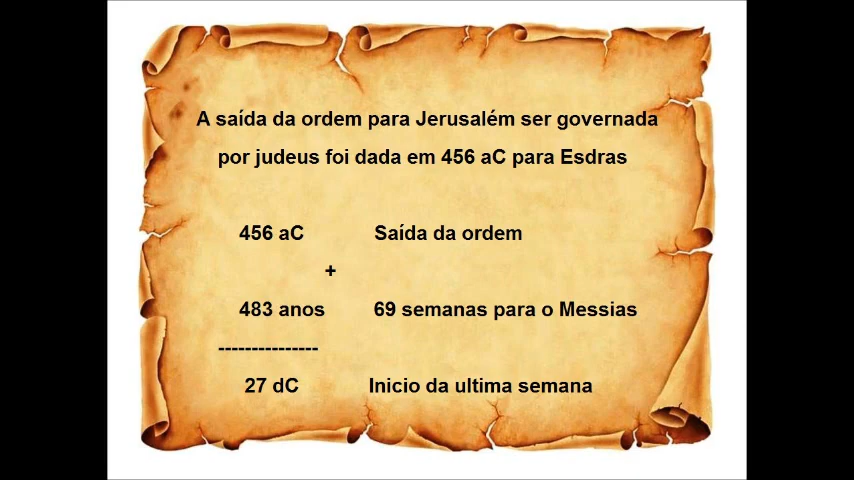 A saída da ordem para Jerusalém ser governada
por judeus foi dada em 456 aC para Esdras
456 aC Saída da ordem
+
483 anos 69 semanas para o Messias
---------------
27 dC Inicio da ultima semana